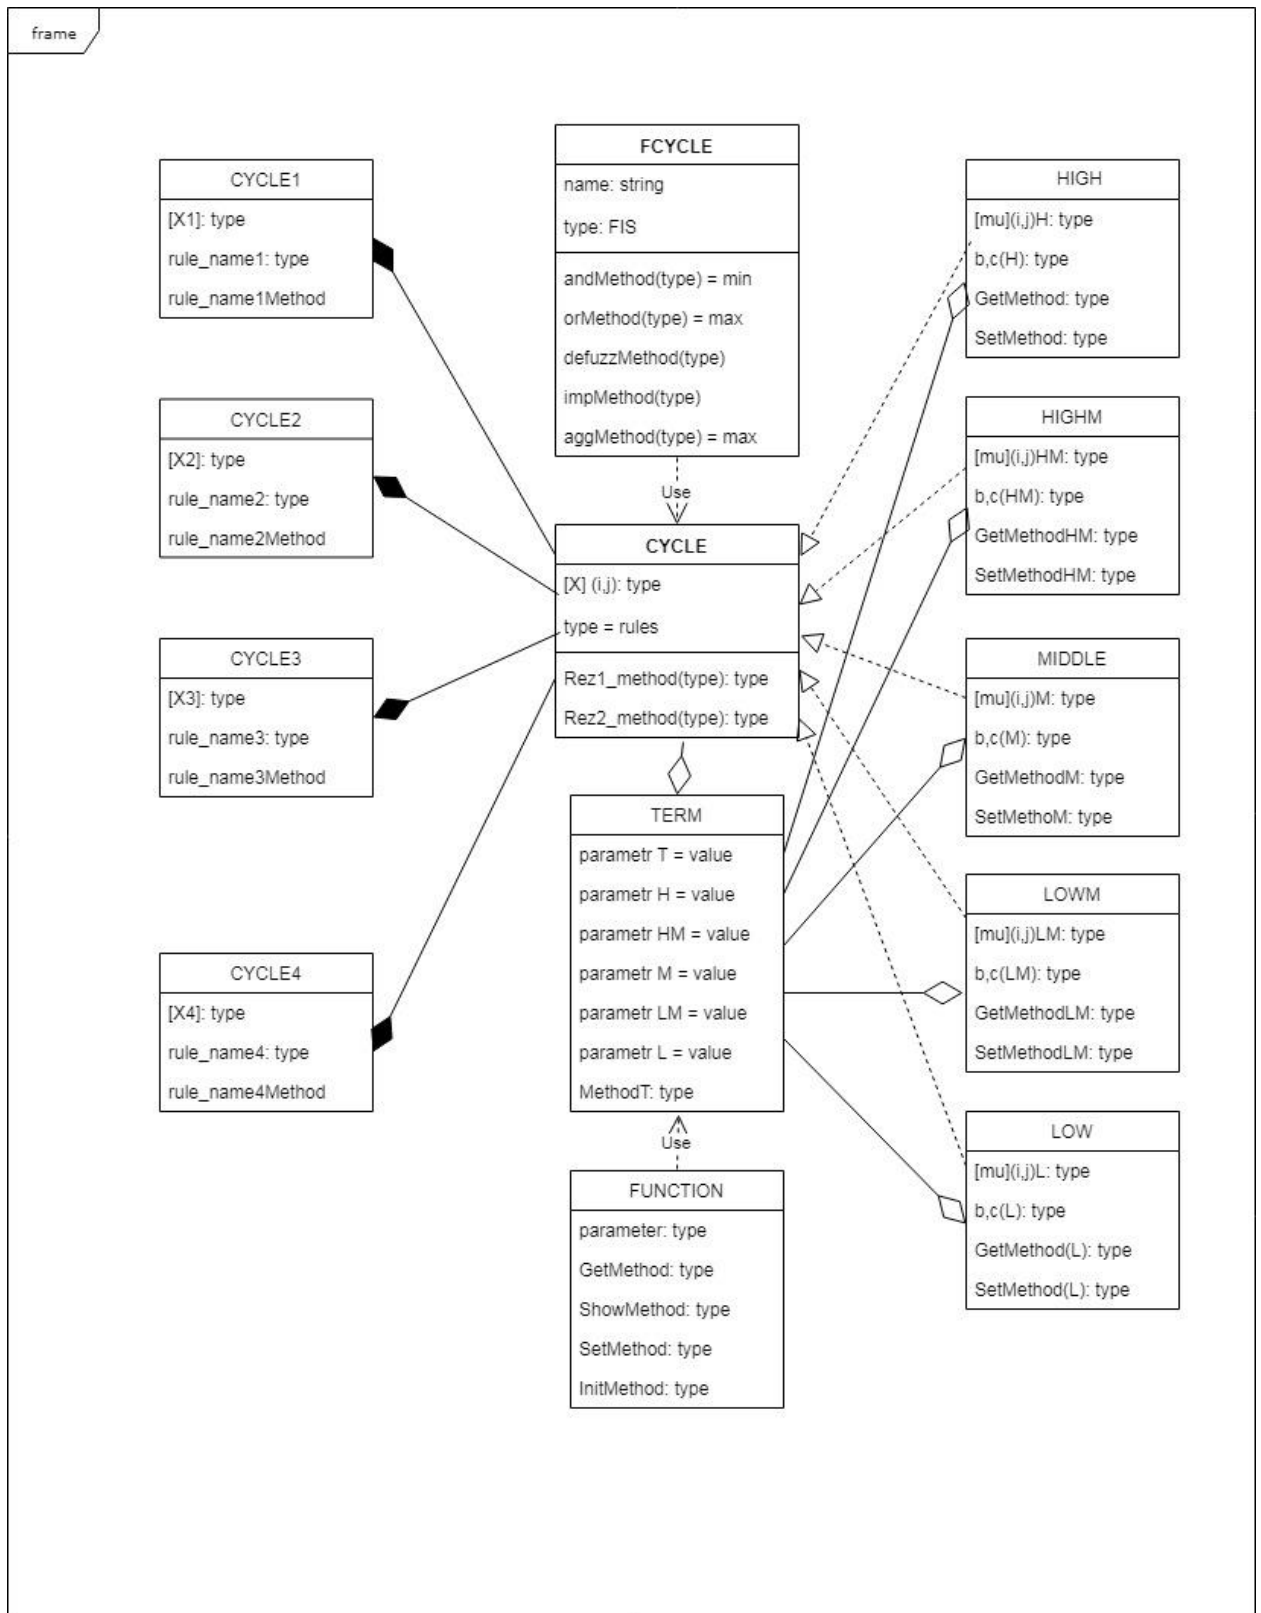 frame
FCYCLE
name: string
type: FIS
andMethod(type) = min
orMethod(type) = max
defuzzMethod(type)
impMethod(type)
aggMethod(type) = max
Use
CYCLE
[X] (i,j): type
type = rules
Rez1_method(type): type
Rez2_method(type): type
CYCLE1
[X1]: type
rule_name1: type
rule_name1Method
CYCLE2
[X2]: type
rule_name2: type
rule_name2Method
CYCLE3
[X3]: type
rule_name3: type
rule_name3Method
CYCLE4
[X4]: type
rule_name4: type
rule_name4Method
TERM
parametr T = value
parametr H = value
parametr HM = value
parametr M = value
parametr LM = value
parametr L = value
MethodT: type
Use
FUNCTION
parameter: type
GetMethod: type
ShowMethod: type
SetMethod: type
InitMethod: type
HIGH
[mu](i,j)H: type
b,c(H): type
GetMethod: type
SetMethod: type
HIGHM
[mu](i,j)HM: type
b,c(HM): type
GetMethodHM: type
SetMethodHM: type
MIDDLE
[mu](i,j)M: type
b,c(M): type
GetMethodM: type
SetMethoM: type
LOWM
[mu](i,j)LM: type
b,c(LM): type
GetMethodLM: type
SetMethodLM: type
LOW
[mu](i,j)L: type
b,c(L): type
GetMethod(L): type
SetMethod(L): type